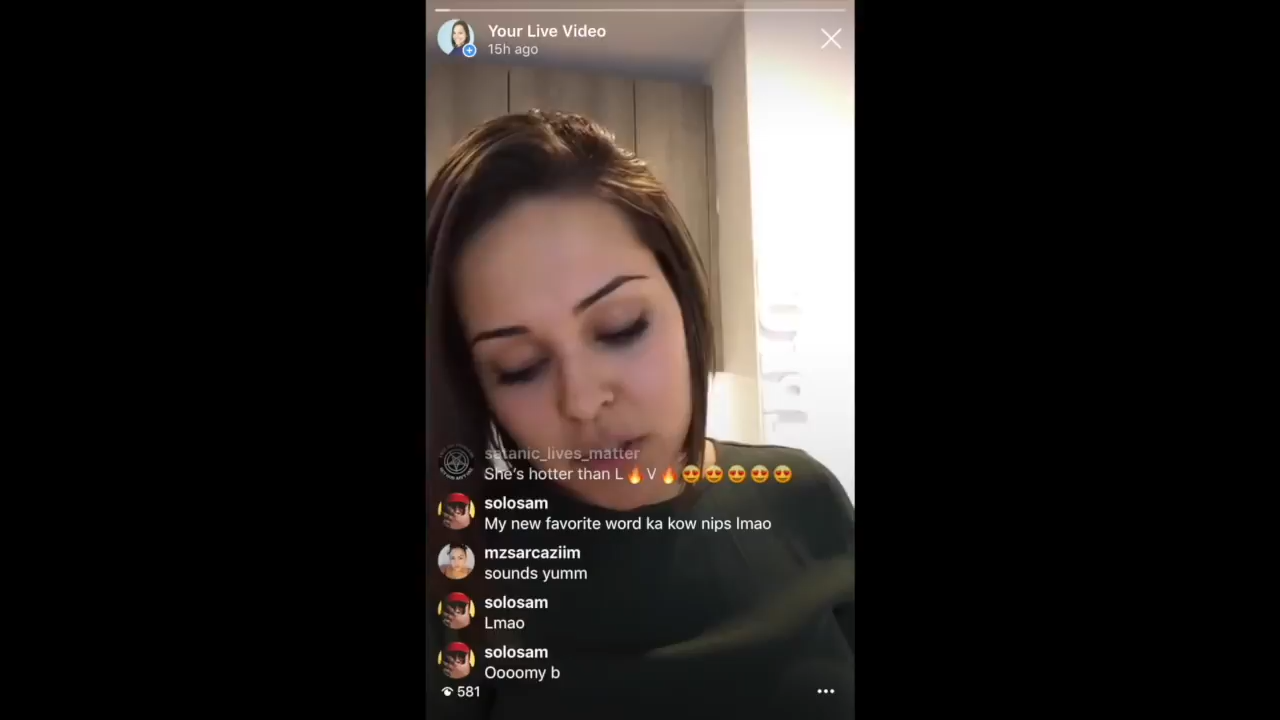 Your Live Video
15h ago
satanic_lives_matter
She's hotter than L🔥V🔥😍😍😍😍😍
solosam
My new favorite word ka kow nips lmao
mzsarcaziim
sounds yumm
solosam
Lmao
solosam
Oooomy b
581